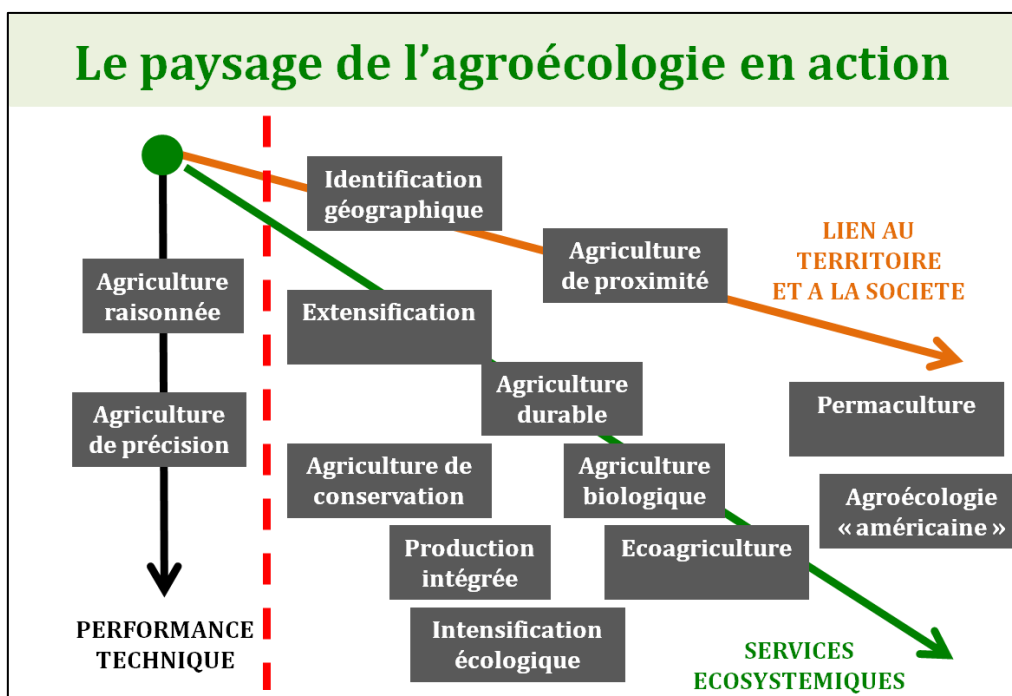 Le paysage de l'agroécologie en action
Identification
géographique
Agriculture
de proximité
LIEN AU
TERRITOIRE
ET A LA SOCIETE
Agriculture
raisonnée
Extensification
Agriculture
durable
Permaculture
Agriculture
de précision
Agriculture de
conservation
Agriculture
biologique
Agroécologie
« américaine »
Production
intégrée
Ecoagriculture
Intensification
écologique
PERFORMANCE
TECHNIQUE
SERVICES
ECOSYSTEMIQUES